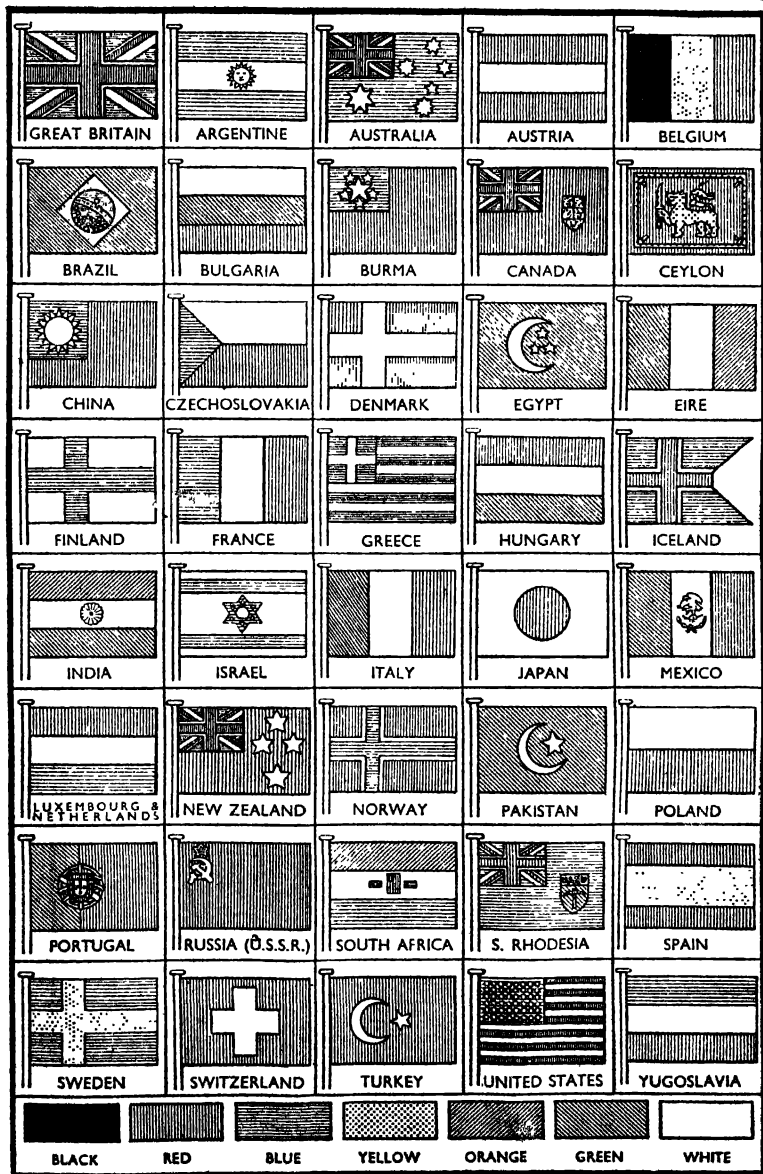 GREAT BRITAIN
ARGENTINE
AUSTRALIA
AUSTRIA
BELGIUM
BRAZIL
BULGARIA
BURMA
CANADA
CEYLON
CHINA
CZECHOSLOVAKIA
DENMARK
EGYPT
EIRE
FINLAND
FRANCE
GREECE
HUNGARY
ICELAND
INDIA
ISRAEL
ITALY
JAPAN
MEXICO
LUXEMBOURG &
NETHERLANDS
NEW ZEALAND
NORWAY
PAKISTAN
POLAND
PORTUGAL
RUSSIA (U.S.S.R.)
SOUTH AFRICA
S. RHODESIA
SPAIN
SWEDEN
SWITZERLAND
TURKEY
UNITED STATES
YUGOSLAVIA
BLACK
RED
BLUE
YELLOW
ORANGE
GREEN
WHITE